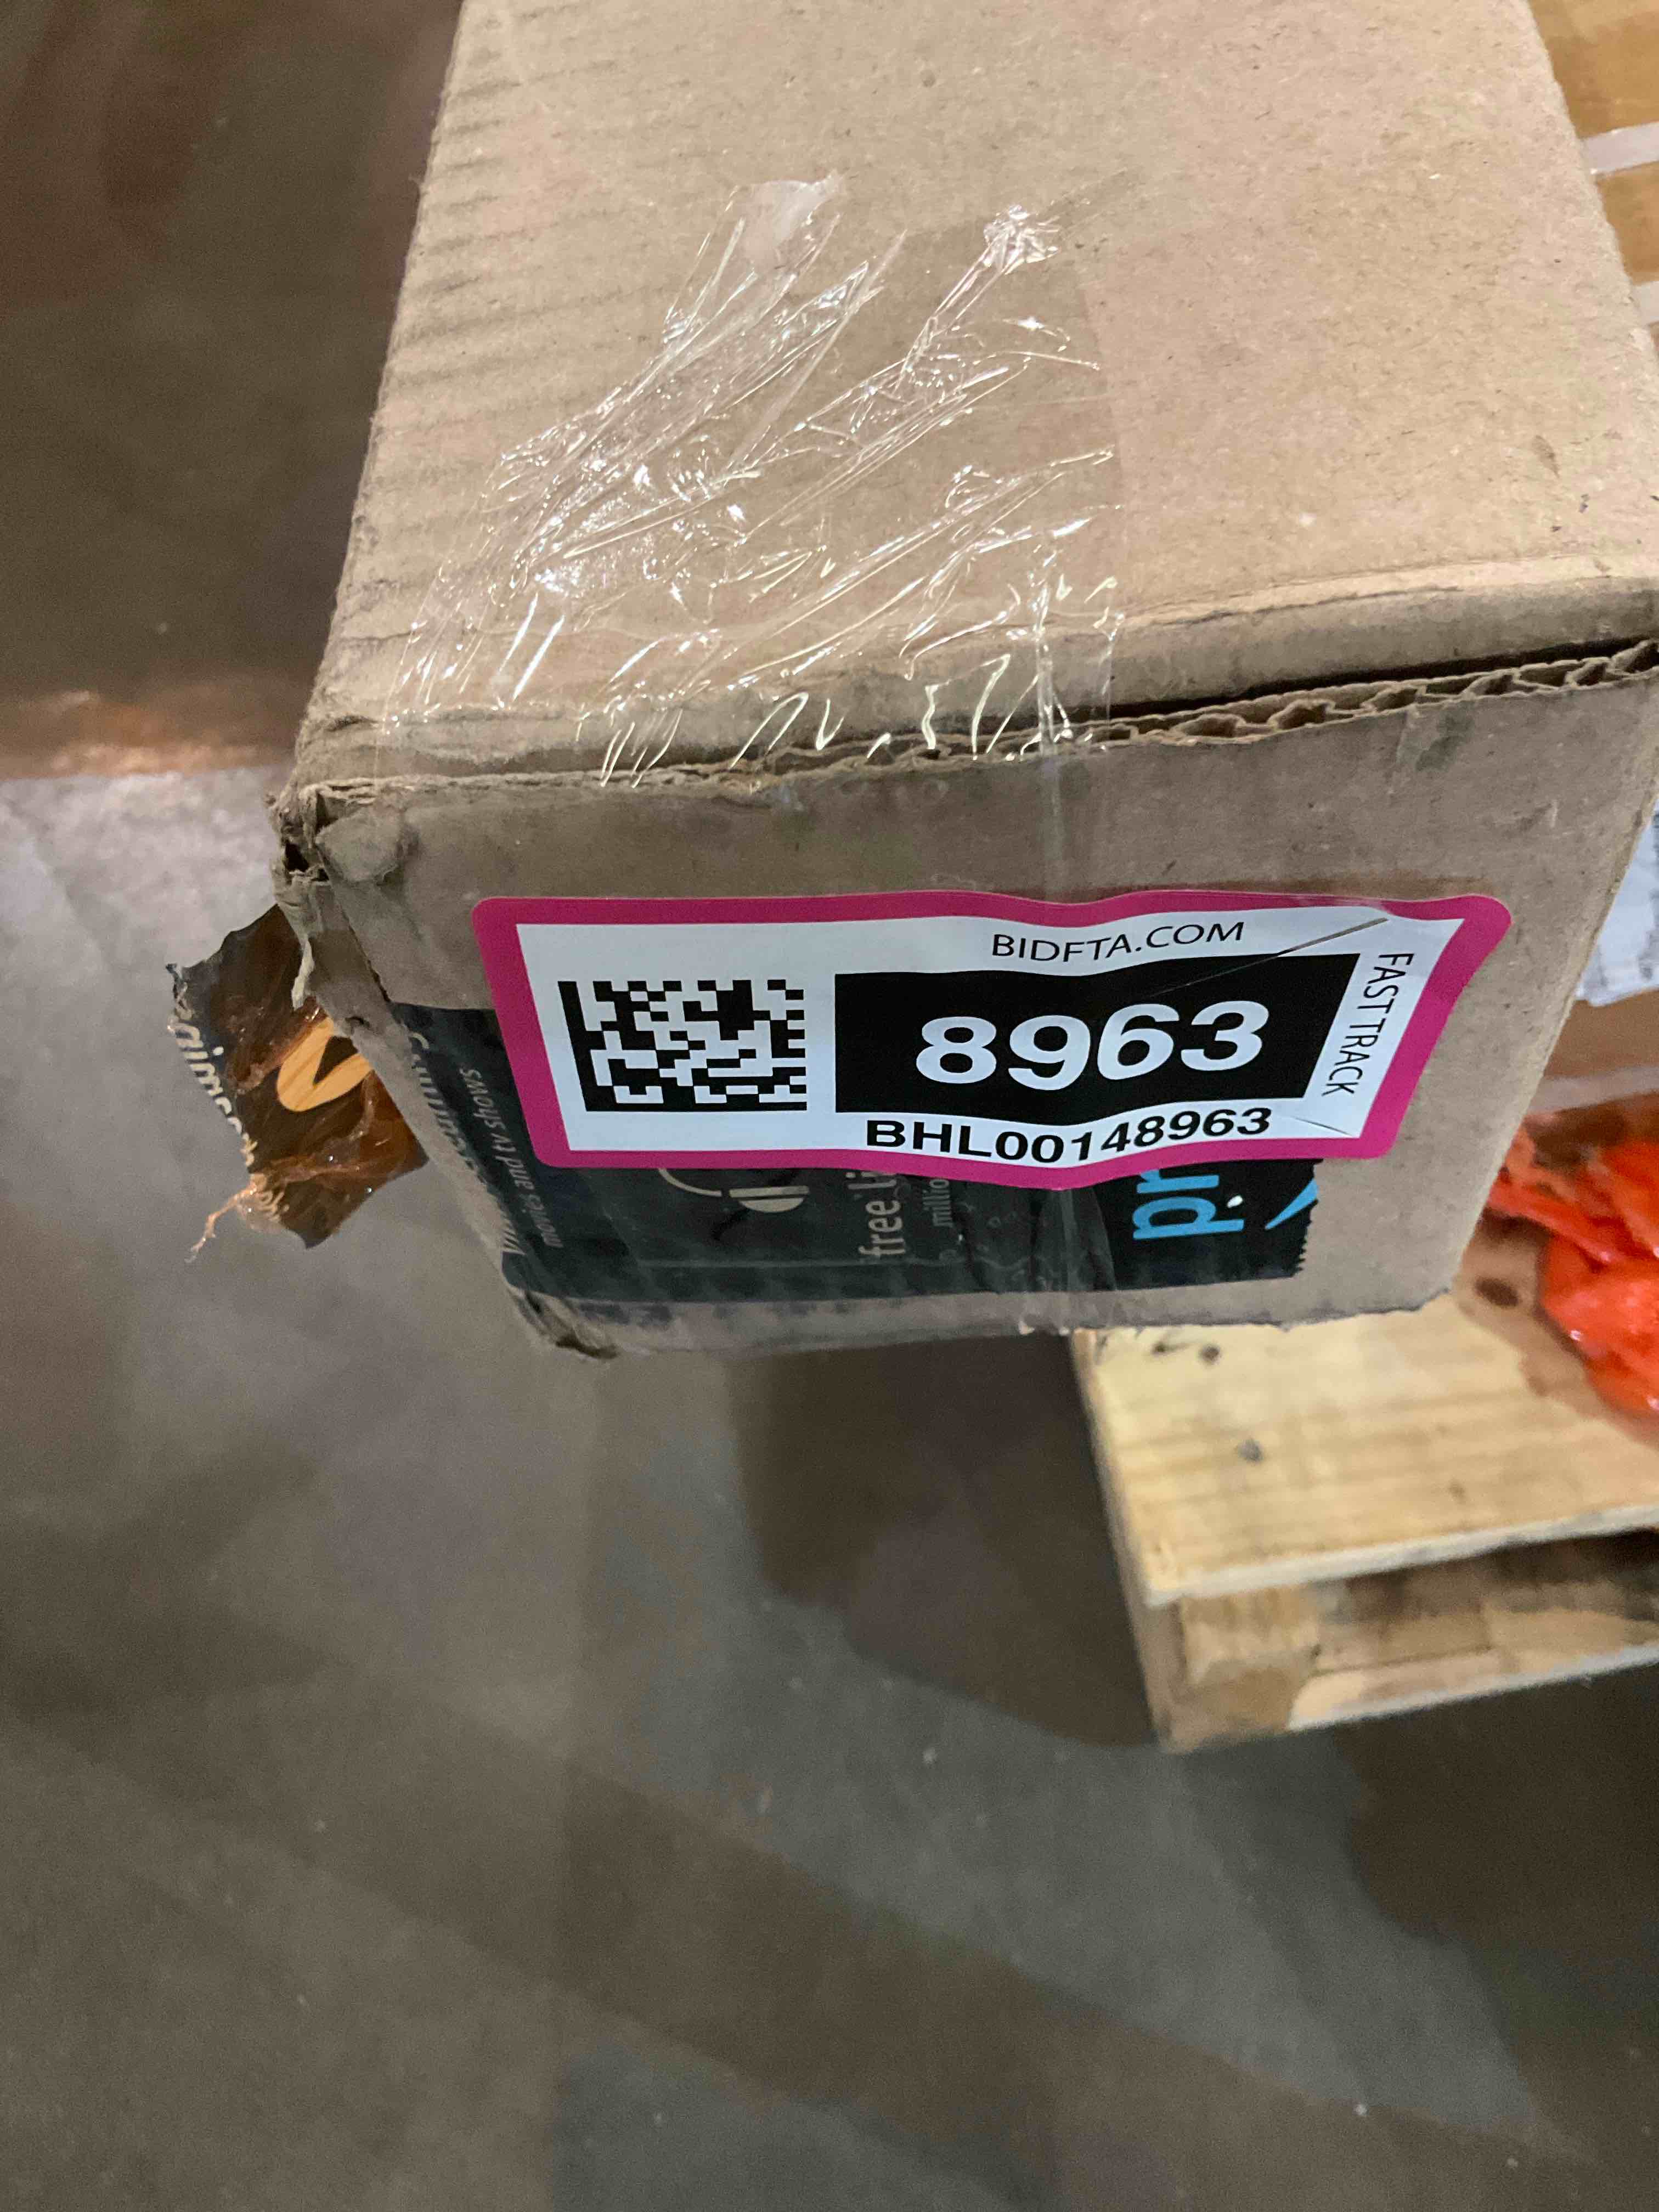 BIDFTA.COM
8963
FAST TRACK
BHL00148963
movies and tv shows
free
pr